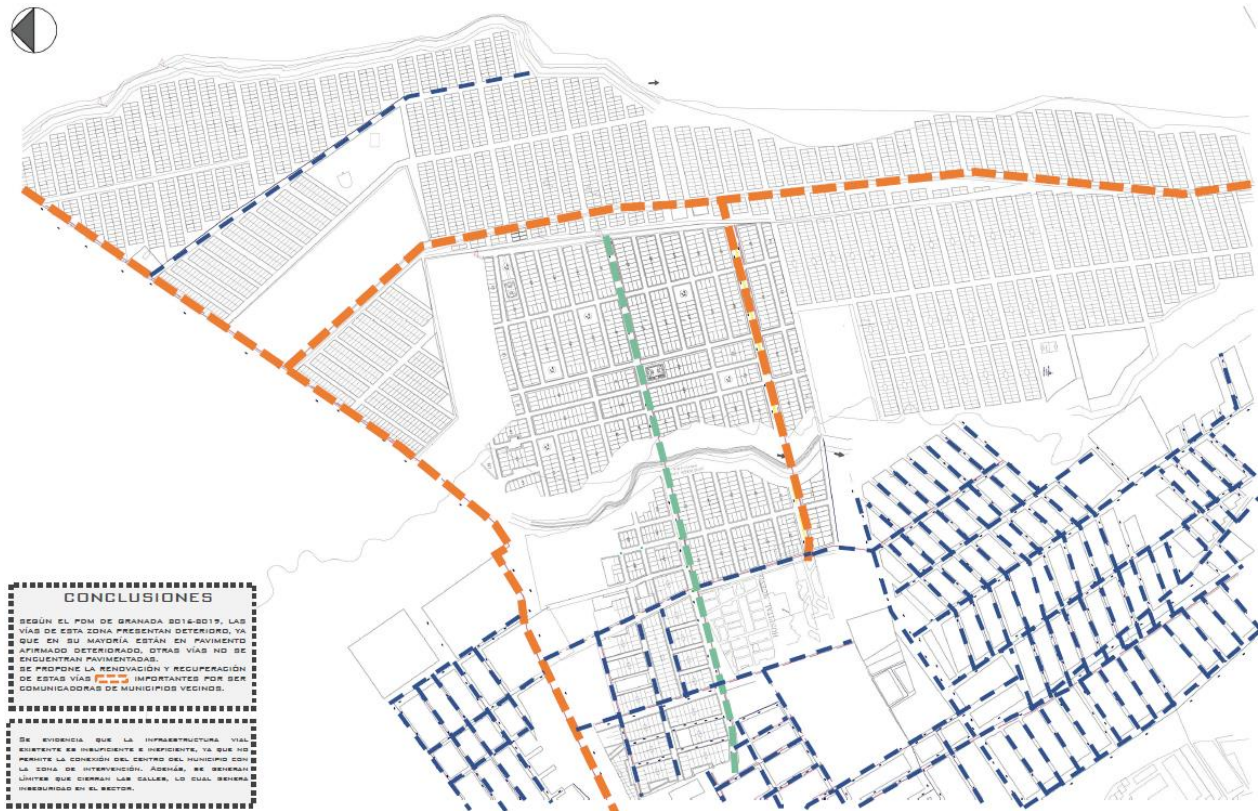 CONCLUSIONES
SEGÚN EL PDM DE GRANADA 2016-2019, LAS
VÍAS DE ESTA ZONA PRESENTAN DETERIORO, YA
QUE EN SU MAYORÍA ESTÁN EN PAVIMENTO
AFIRMADO DETERIORADO, OTRAS VÍAS NO SE
ENCUENTRAN PAVIMENTADAS.
SE PROPONE LA RENOVACIÓN Y RECUPERACIÓN
DE ESTAS VÍAS IMPORTANTES POR SER
COMUNICADORAS DE MUNICIPIOS VECINOS.
SE EVIDENCIA QUE LA INFRAESTRUCTURA VIAL
EXISTENTE ES INSUFICIENTE E INEFICIENTE, YA QUE NO
PERMITE LA CONEXIÓN DEL CENTRO DEL MUNICIPIO CON
LA ZONA DE INTERVENCIÓN. ADEMÁS, SE GENERAN
LÍMITES QUE CIERRAN LAS CALLES, LO CUAL GENERA
INSEGURIDAD EN EL SECTOR.